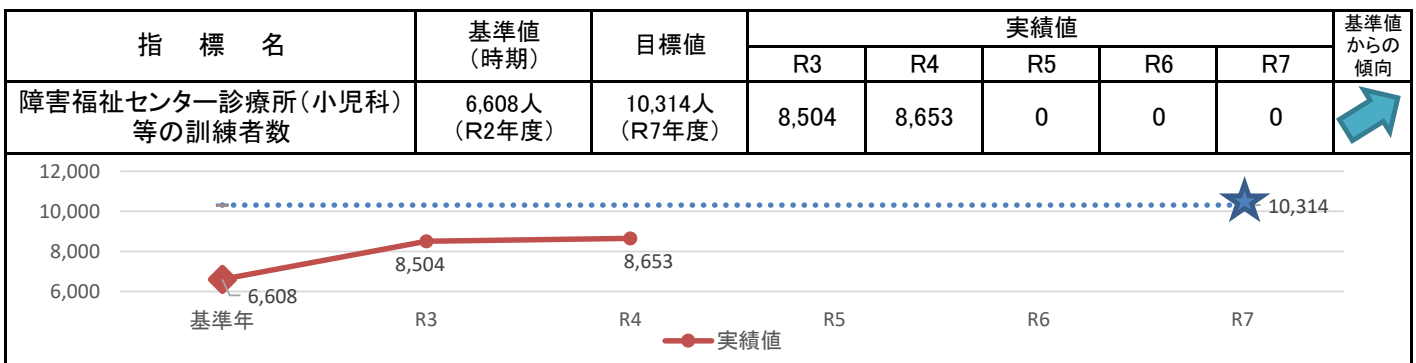 指 標 名 基準値（時期） 目標値 実績値 基準値からの傾向
R3 R4 R5 R6 R7
障害福祉センター診療所（小児科）等の訓練者数 6,608人（R2年度） 10,314人（R7年度） 8,504 8,653 0 0 0
12,000
10,000
8,000
6,000
10,314
8,504
8,653
6,608
基準年 R3 R4 R5 R6 R7
実績値